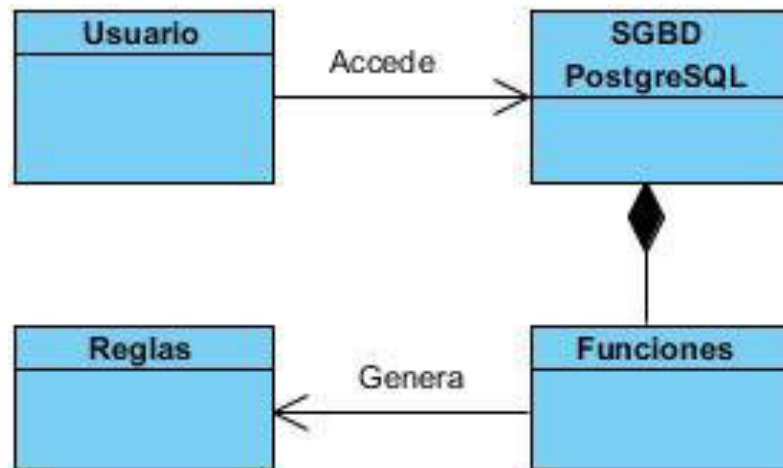 Usuario
Accede
SGBD
PostgreSQL
Reglas
Genera
Funciones